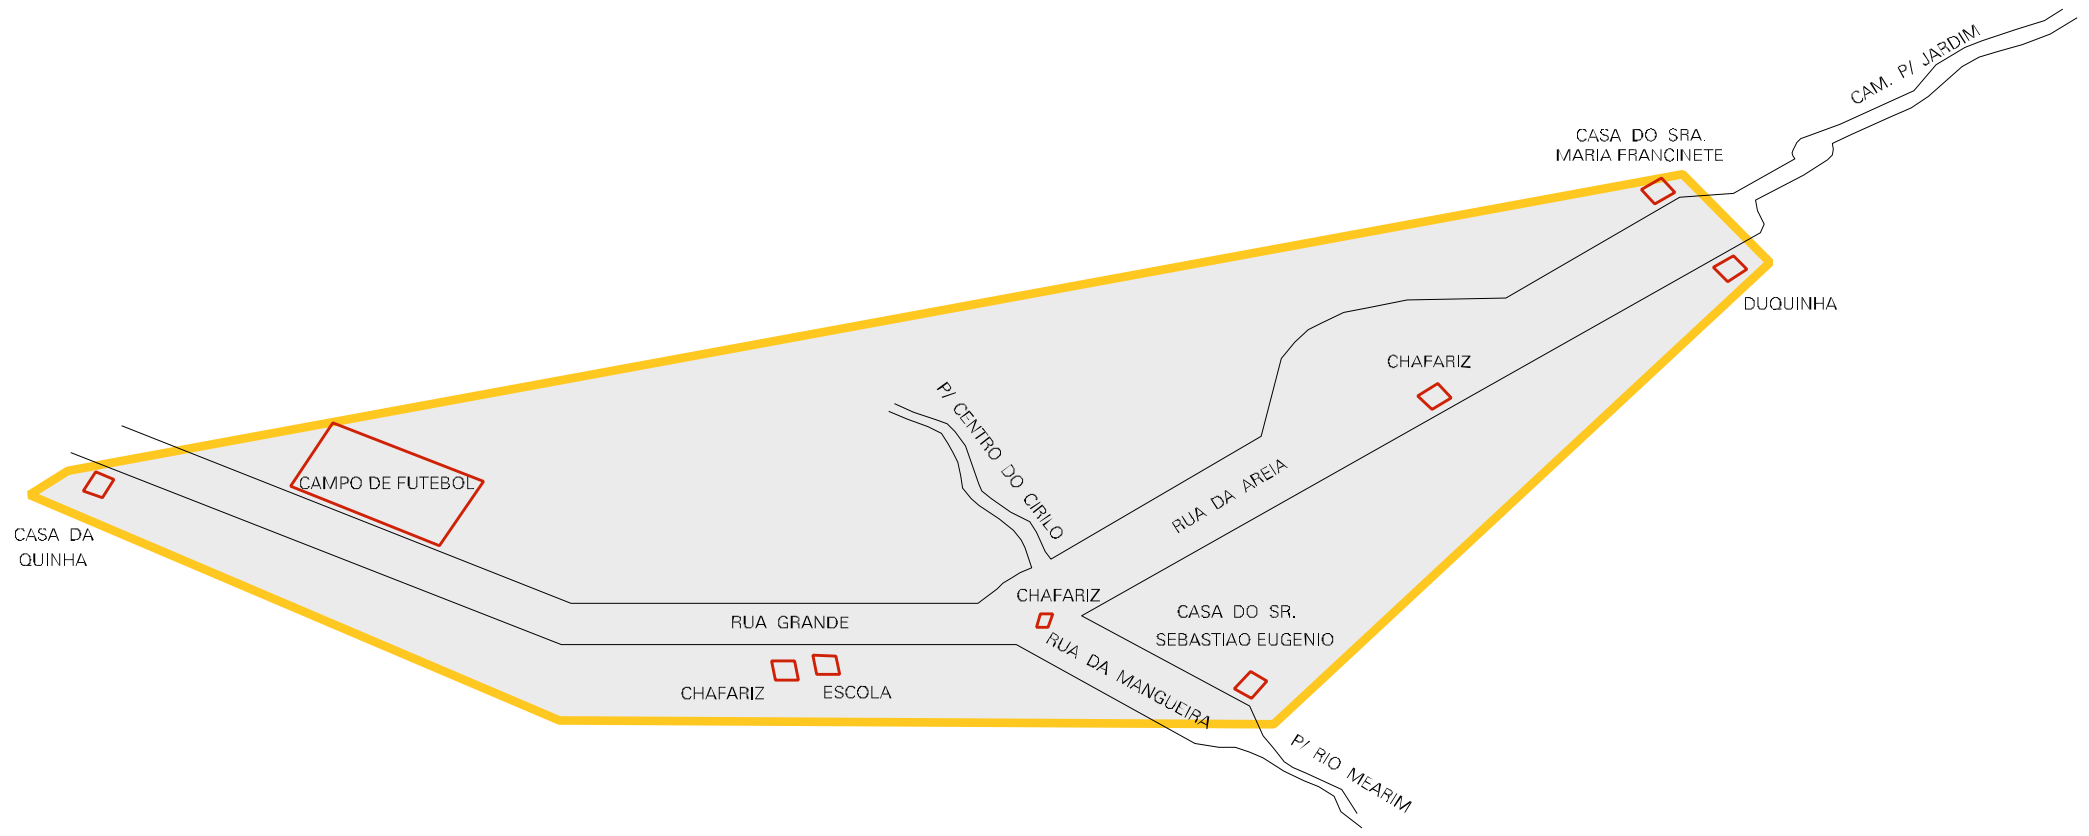 CAM. P/ JARDIM
CASA DO SRA.
MARIA FRANCINETE
DUQUINHA
CHAFARIZ
P/ CENTRO DO CIRILO
RUA DA AREIA
CAMPO DE FUTEBOL
CASA DA
QUINHA
CHAFARIZ
RUA GRANDE
CASA DO SR.
SEBASTIAO EUGENIO
RUA DA MANGUEIRA
CHAFARIZ
ESCOLA
P/ RIO MEARIM